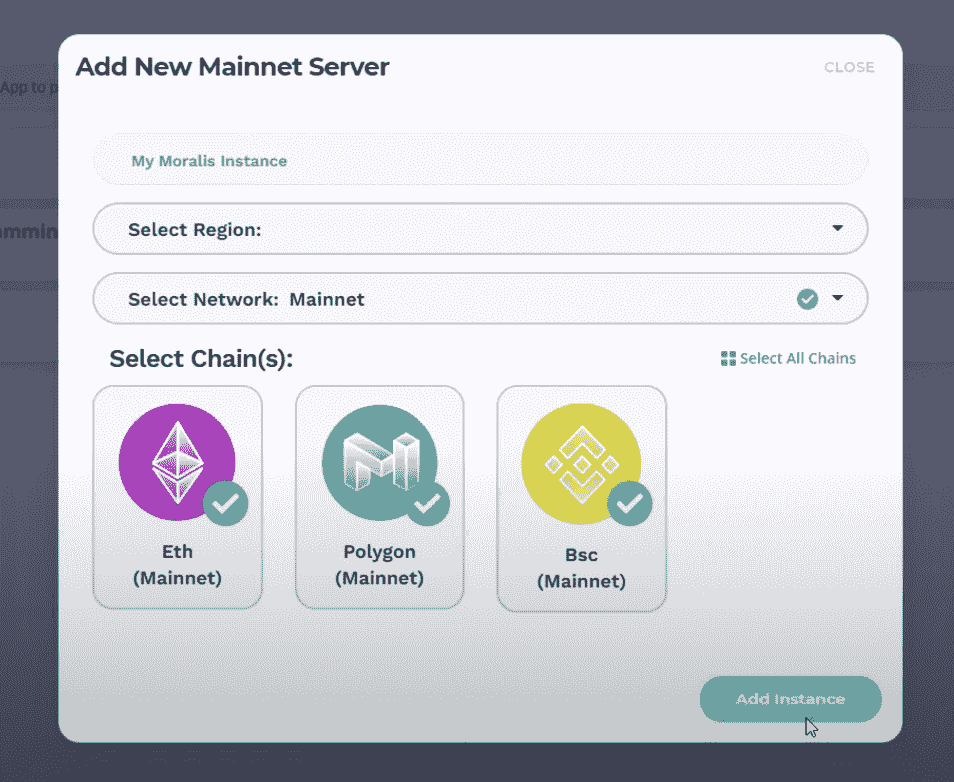 Add New Mainnet Server
CLOSE
App to p
My Moralis Instance
Select Region:
amming
Select Network: Mainnet
Select Chain(s):
Select All Chains
Eth
(Mainnet)
Polygon
(Mainnet)
Bsc
(Mainnet)
Add Instance